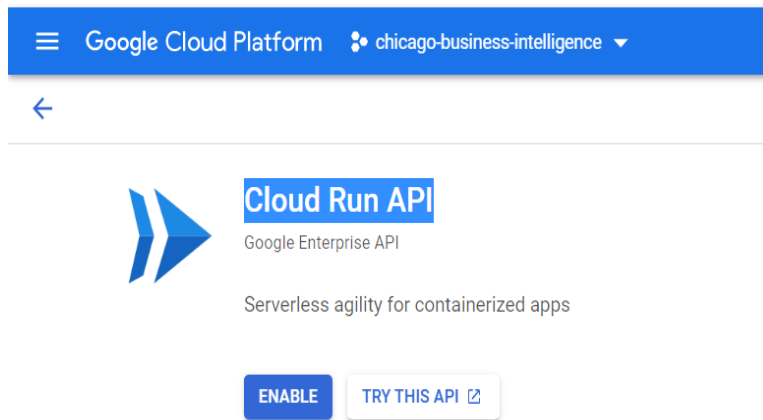 Google Cloud Platform chicago-business-intelligence
Cloud Run API
Google Enterprise API
Serverless agility for containerized apps
ENABLE TRY THIS API